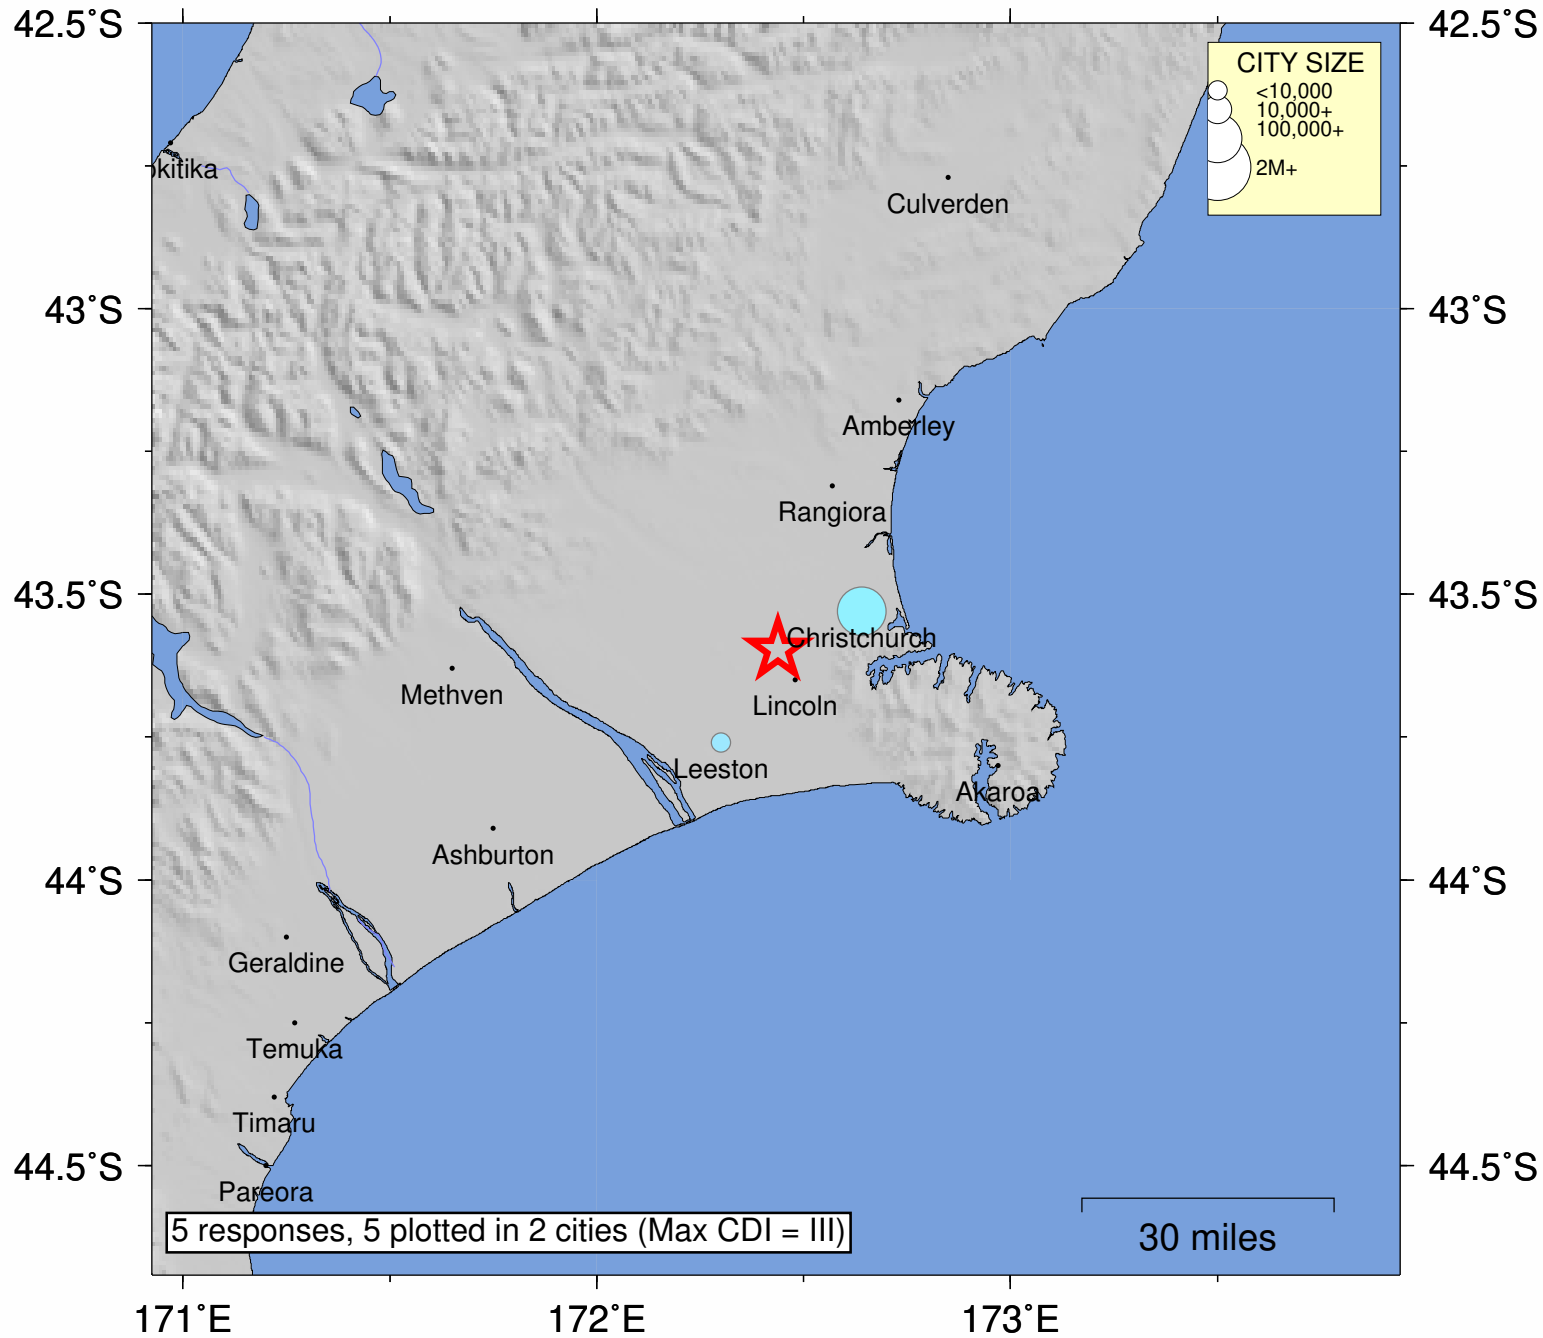 42.5°S
42.5°S
CITY SIZE
<10,000
10,000+
100,000+
2M+
okitika
Culverden
43°S
43°S
Amberley
Rangiora
43.5°S
43.5°S
Christchurch
Methven
Lincoln
Leeston
Akaroa
Ashburton
44°S
44°S
Geraldine
Temuka
Timaru
44.5°S
44.5°S
Pareora
5 responses, 5 plotted in 2 cities (Max CDI = III)
30 miles
171°E
172°E
173°E